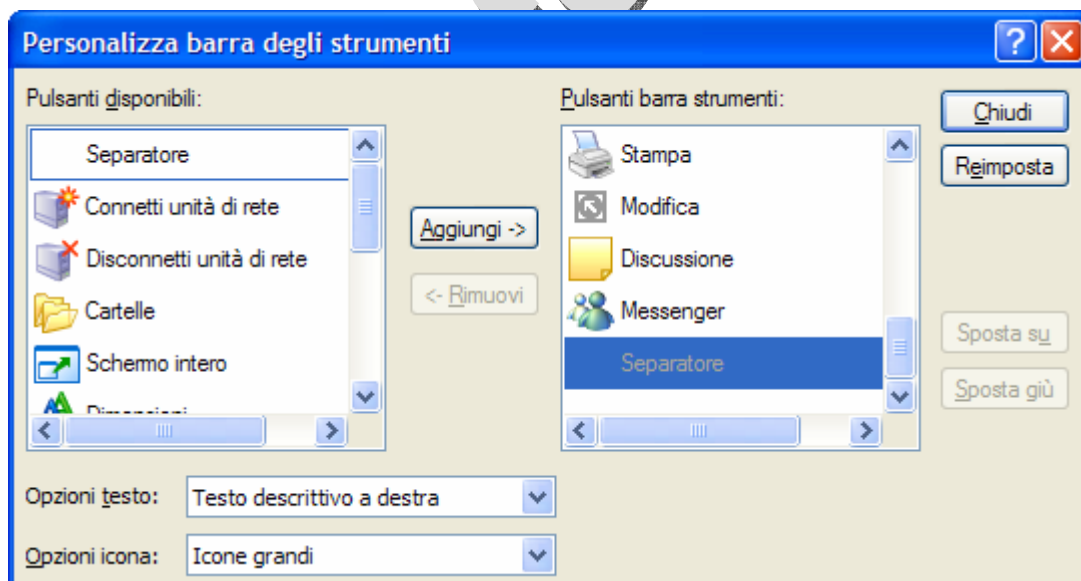 Personalizza barra degli strumenti
Pulsanti disponibili:
Separatore
Connetti unità di rete
Disconnetti unità di rete
Cartelle
Schermo intero
Dimensioni
Aggiungi ->
<- Rimuovi
Pulsanti barra strumenti:
Stampa
Modifica
Discussione
Messenger
Separatore
Chiudi
Reimposta
Sposta su
Sposta giù
Opzioni testo: Testo descrittivo a destra
Opzioni icona: Icone grandi